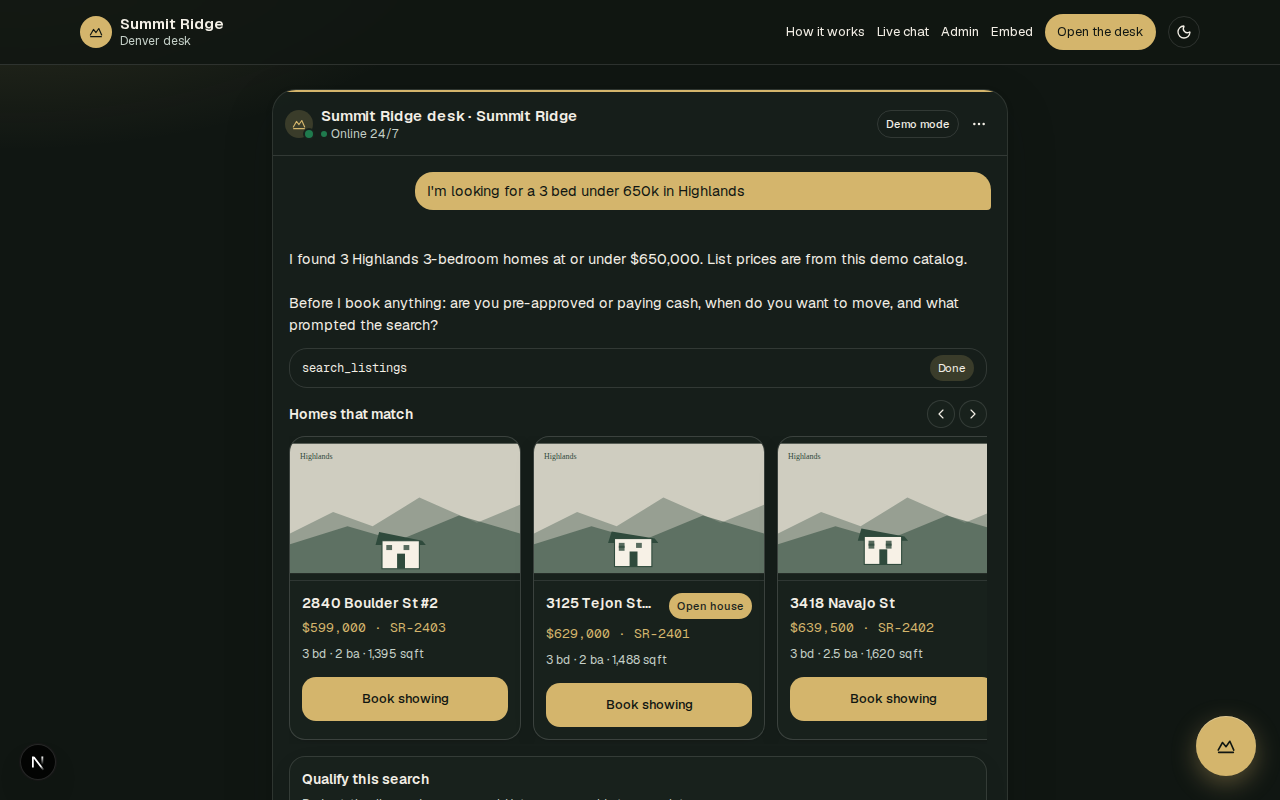 Summit Ridge
Denver desk
How it works
Live chat
Admin
Embed
Open the desk
Summit Ridge desk · Summit Ridge
Online 24/7
Demo mode
I'm looking for a 3 bed under 650k in Highlands
I found 3 Highlands 3-bedroom homes at or under $650,000. List prices are from this demo catalog.
Before I book anything: are you pre-approved or paying cash, when do you want to move, and what
prompted the search?
search_listings
Done
Homes that match
Highlands
2840 Boulder St #2
$599,000 · SR-2403
3 bd · 2 ba · 1,395 sqft
Book showing
Highlands
3125 Tejon St…
Open house
$629,000 · SR-2401
3 bd · 2 ba · 1,488 sqft
Book showing
Highlands
3418 Navajo St
$639,500 · SR-2402
3 bd · 2.5 ba · 1,620 sqft
Book showing
Qualify this search